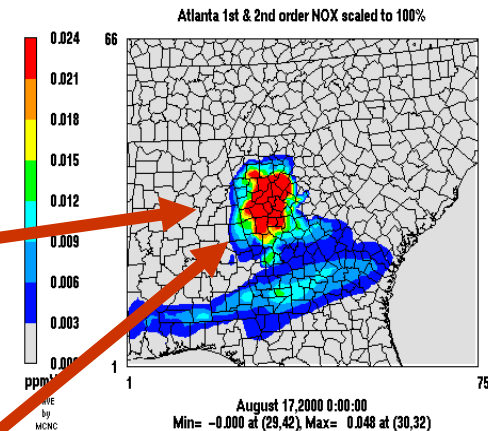 Atlanta 1st & 2nd order NOX scaled to 100%
0.024
0.021
0.018
0.015
0.012
0.009
0.006
0.003
ppm
by
MCNC
66
1
1
75
August 17,2000 0:00:00
Min= -0.000 at (29,42), Max= 0.048 at (30,32)